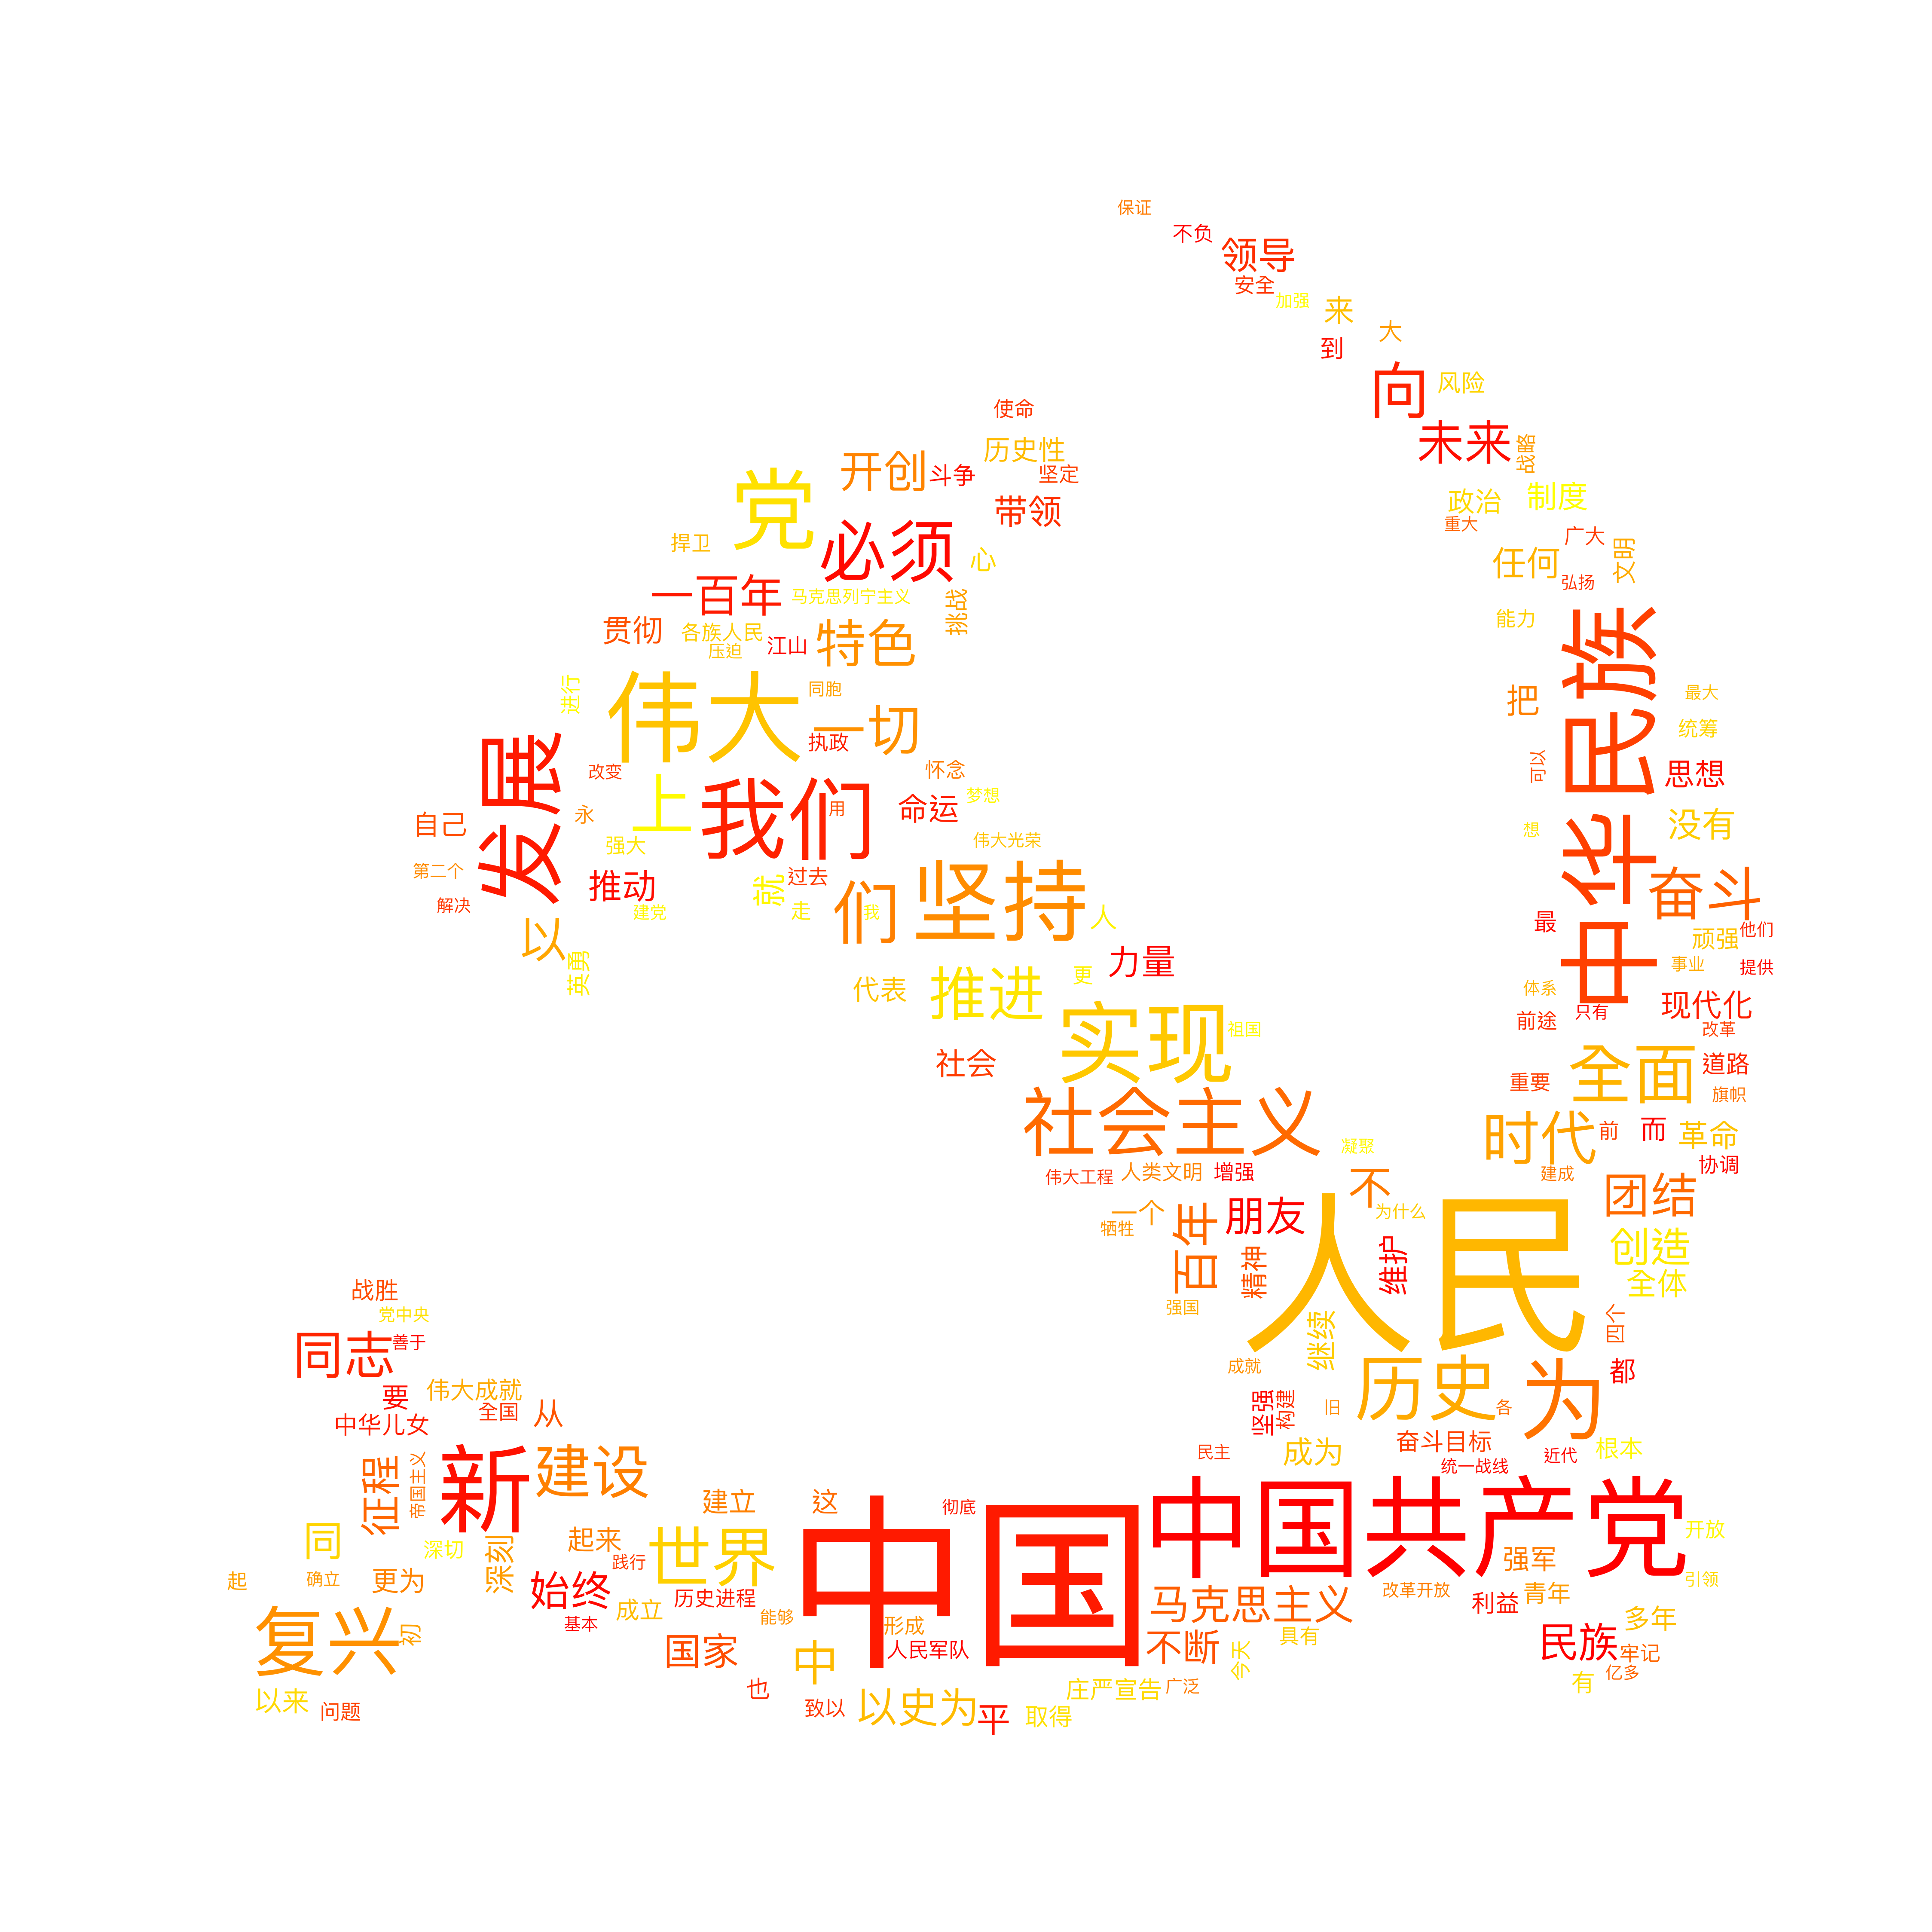 保证
不负
领导
安全
加强
来
大
到
向
风险
使命
未来
战略
历史性
开创
斗争
坚定
党
带领
政治
制度
重大
必须
广大
捍卫
心
任何
文明
弘扬
一百年
马克思列宁主义
挑战
能力
贯彻
各族人民
江山
特色
压迫
中华民族
进行
伟大
同胞
把
最大
一切
统筹
执政
发展
改变
怀念
可以
思想
上
我们
用
命运
梦想
自己
永
想
没有
强大
伟大光荣
第二个
推动
过去
坚持
奋斗
解决
建党
就
走
们
我
人
最
他们
以
顽强
英勇
力量
更
事业
提供
代表
推进
体系
前途
只有
现代化
实现
祖国
改革
社会
全面
道路
重要
旗帜
社会主义
时代
前
而
革命
凝聚
协调
伟大工程
人类文明
增强
不
建成
团结
一个
百年
朋友
为什么
牺牲
人民
创造
精神
维护
全体
战胜
强国
党中央
继续
四个
同志
善于
成就
历史
为
都
要
伟大成就
坚强
构建
旧
各
全国
从
中华儿女
奋斗目标
民主
成为
近代
根本
统一战线
新
建设
征程
帝国主义
建立
这
彻底
中国
中国共产党
开放
同
深切
深刻
起来
世界
践行
强军
起
确立
更为
始终
历史进程
改革开放
利益
青年
引领
基本
成立
能够
形成
马克思主义
多年
复兴
初
国家
中
人民军队
不断
具有
今天
民族
牢记
亿多
以来
问题
也
致以
以史为
平
取得
庄严宣告
广泛
有